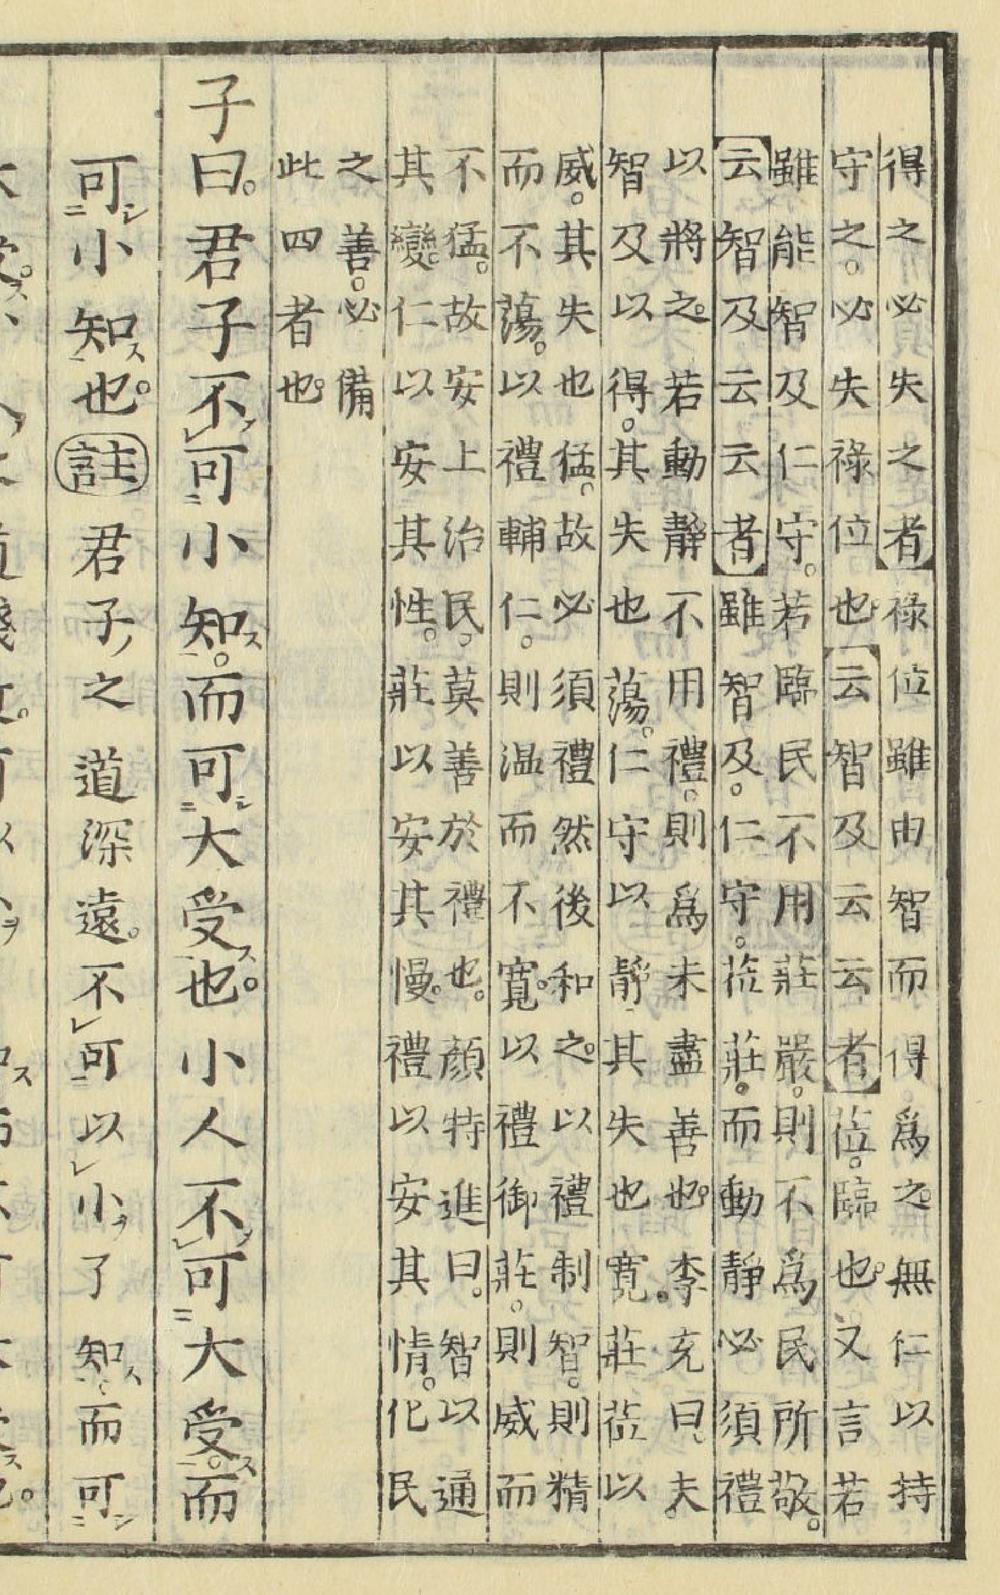 得之必失之者祿位雖由智而得爲之無仁以持
守之必失祿位也云智及云云者莅臨也又言若
雖能智及仁守若臨民不用莊嚴則不爲民所敬
云智及云云者雖智及仁守莅莊而動靜必須禮
以將之若動靜不用禮則爲未盡善也李充曰夫
智及以得其失也蕩仁守以靜其失也寬莊莅以
威其失也猛故必須禮然後和之以禮制智則精
而不蕩以禮輔仁則温而不寬以禮御莊則威而
不猛故安上治民莫善於禮也顏特進曰智以通
其變仁以安其性莊以安其慢禮以安其情化民
之善必備
此四者也
子曰君子不可小知而可大受也小人不可大受而
可小知也註君子之道深遠不可以小了知而可